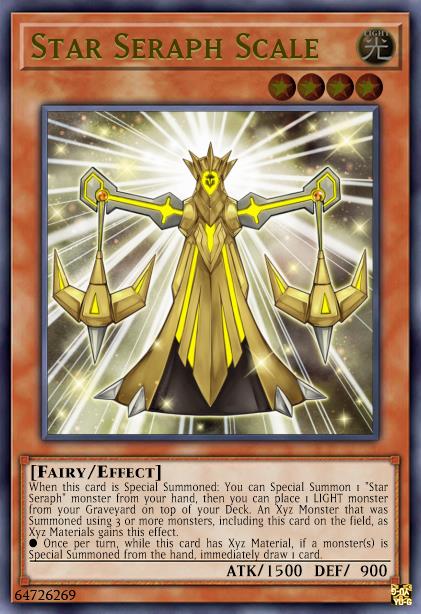 STAR SERAPH SCALE
LIGHT
光
[FAIRY/EFFECT]
When this card is Special Summoned: You can Special Summon 1 "Star
Seraph" monster from your hand, then you can place 1 LIGHT monster
from your Graveyard on top of your Deck. An Xyz Monster that was
Summoned using 3 or more monsters, including this card on the field, as
Xyz Materials gains this effect.
● Once per turn, while this card has Xyz Material, if a monster(s) is
Special Summoned from the hand, immediately draw 1 card.
ATK/1500 DEF/ 900
64726269